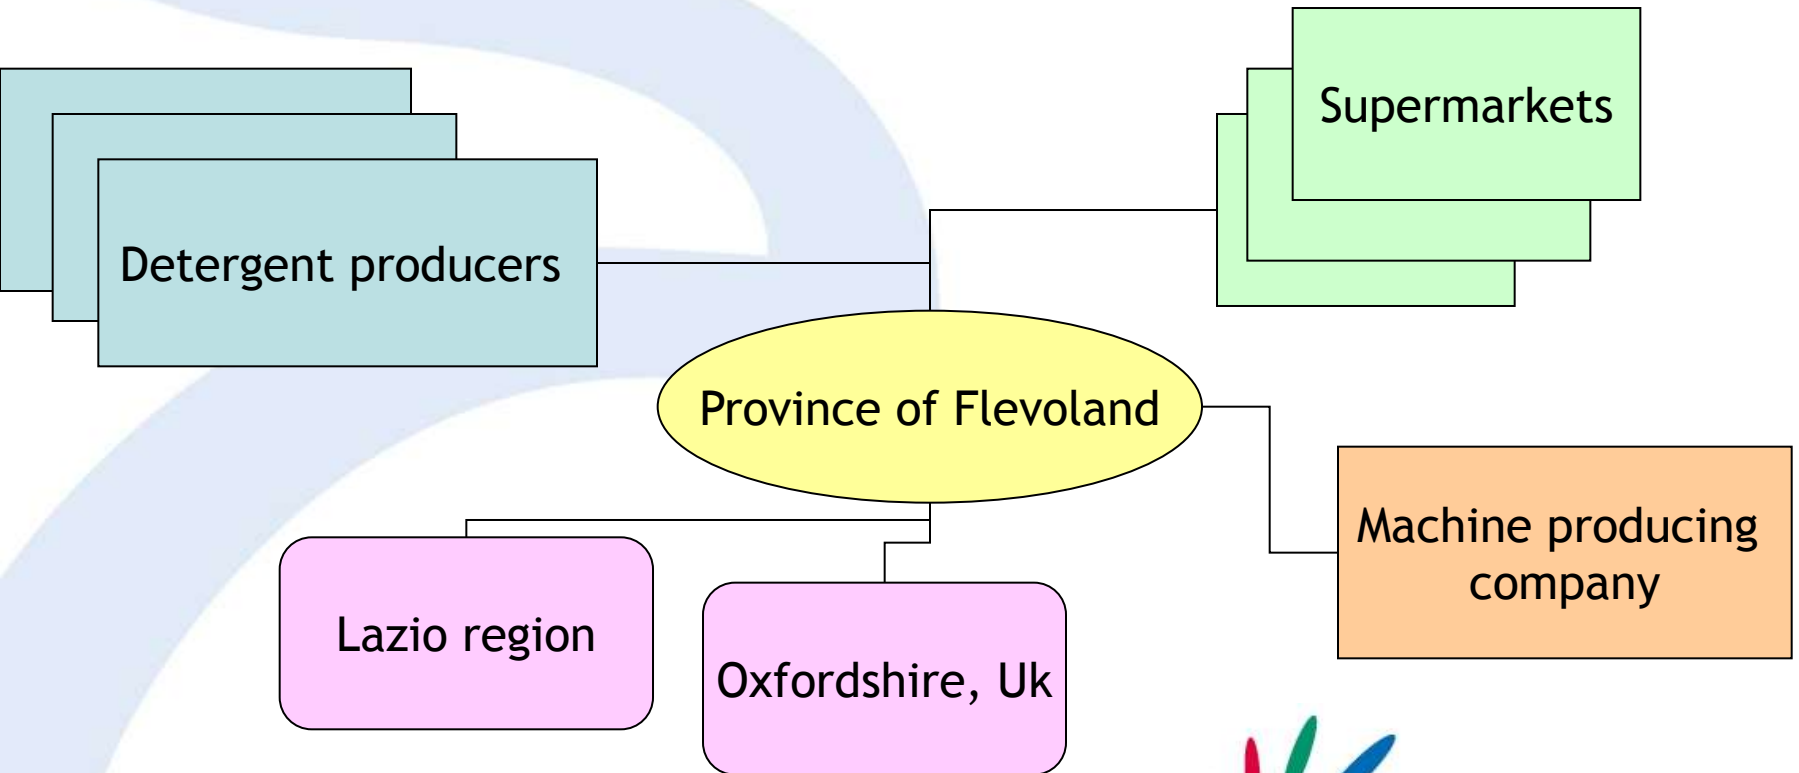 Supermarkets
Detergent producers
Province of Flevoland
Machine producing
company
Lazio region
Oxfordshire, Uk